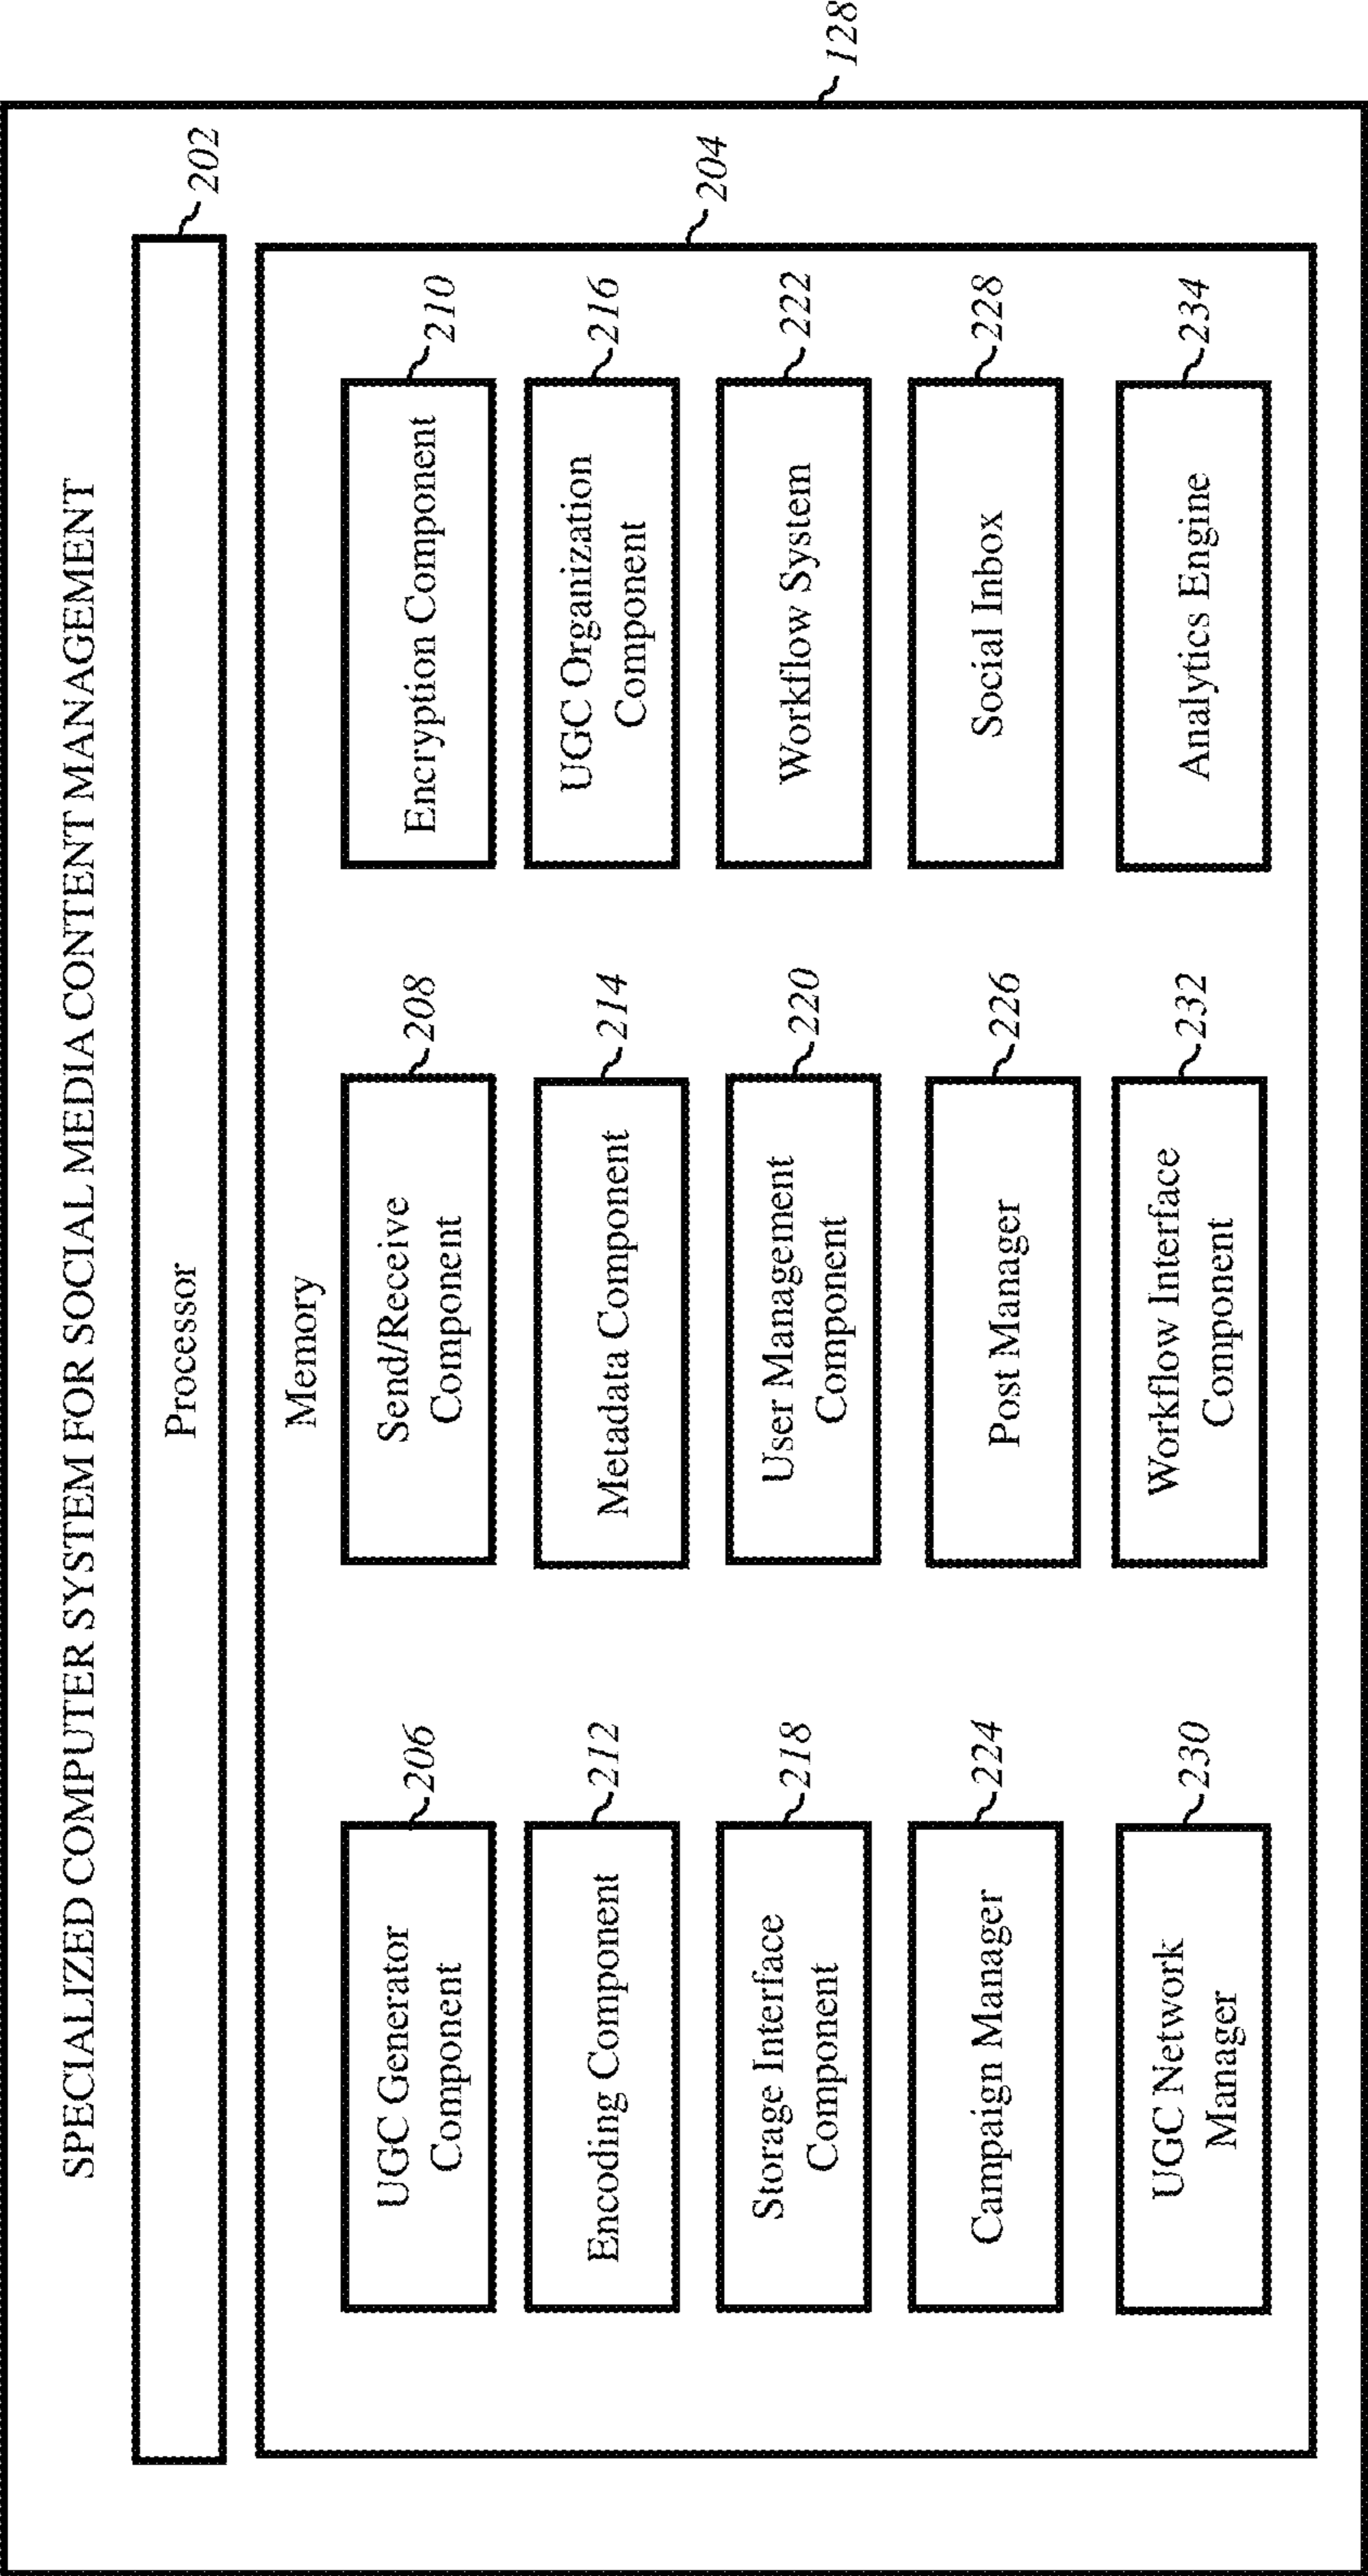 SPECIALIZED COMPUTER SYSTEM FOR SOCIAL MEDIA CONTENT MANAGEMENT
128
Processor
202
Memory
204
UGC Generator
Component
206
Send/Receive
Component
208
Encryption Component
210
Encoding Component
212
Metadata Component
214
UGC Organization
Component
216
Storage Interface
Component
218
User Management
Component
220
Workflow System
222
Campaign Manager
224
Post Manager
226
Social Inbox
228
UGC Network
Manager
230
Workflow Interface
Component
232
Analytics Engine
234